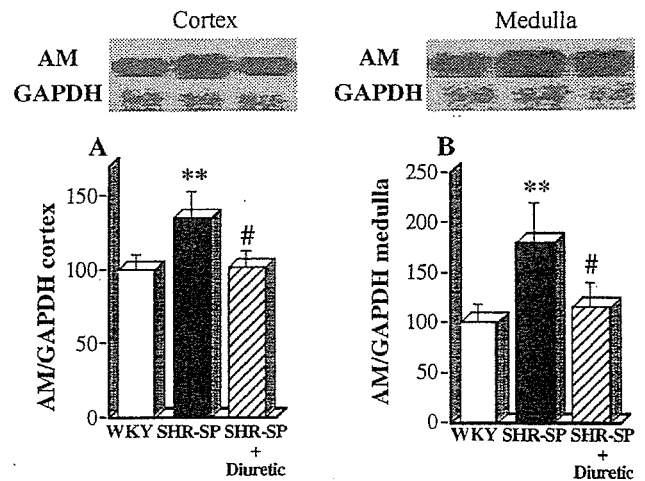 Cortex
AM
GAPDH
A
AM/GAPDH cortex
150
100
50
0
**
#
WKY SHR-SP SHR-SP
+
Diuretic
Medulla
AM
GAPDH
B
AM/GAPDH medulla
250
200
150
100
50
0
**
#
WKY SHR-SP SHR-SP
+
Diuretic